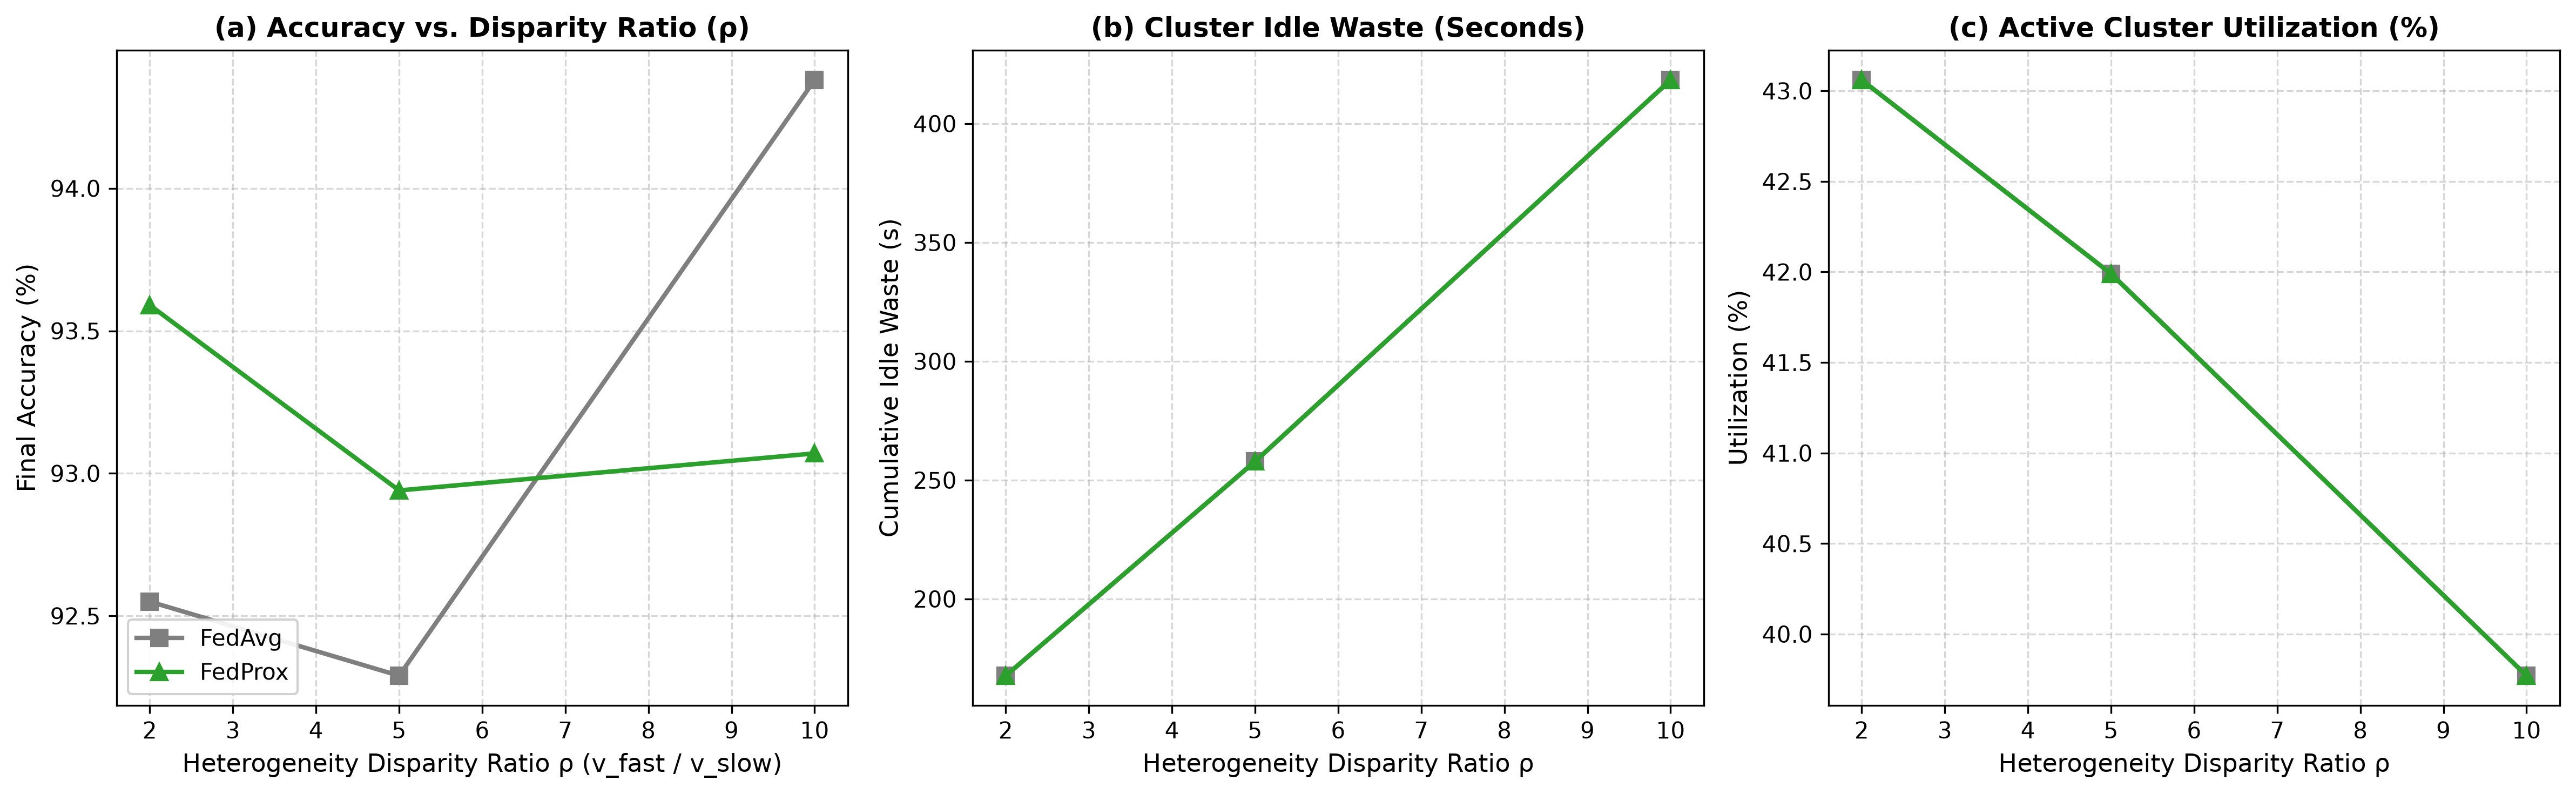 (a) Accuracy vs. Disparity Ratio (ρ)
Final Accuracy (%)
94.0
93.5
93.0
92.5
FedAvg
FedProx
2 3 4 5 6 7 8 9 10
Heterogeneity Disparity Ratio ρ (v_fast / v_slow)
(b) Cluster Idle Waste (Seconds)
Cumulative Idle Waste (s)
400
350
300
250
200
2 3 4 5 6 7 8 9 10
Heterogeneity Disparity Ratio ρ
(c) Active Cluster Utilization (%)
Utilization (%)
43.0
42.5
42.0
41.5
41.0
40.5
40.0
2 3 4 5 6 7 8 9 10
Heterogeneity Disparity Ratio ρ